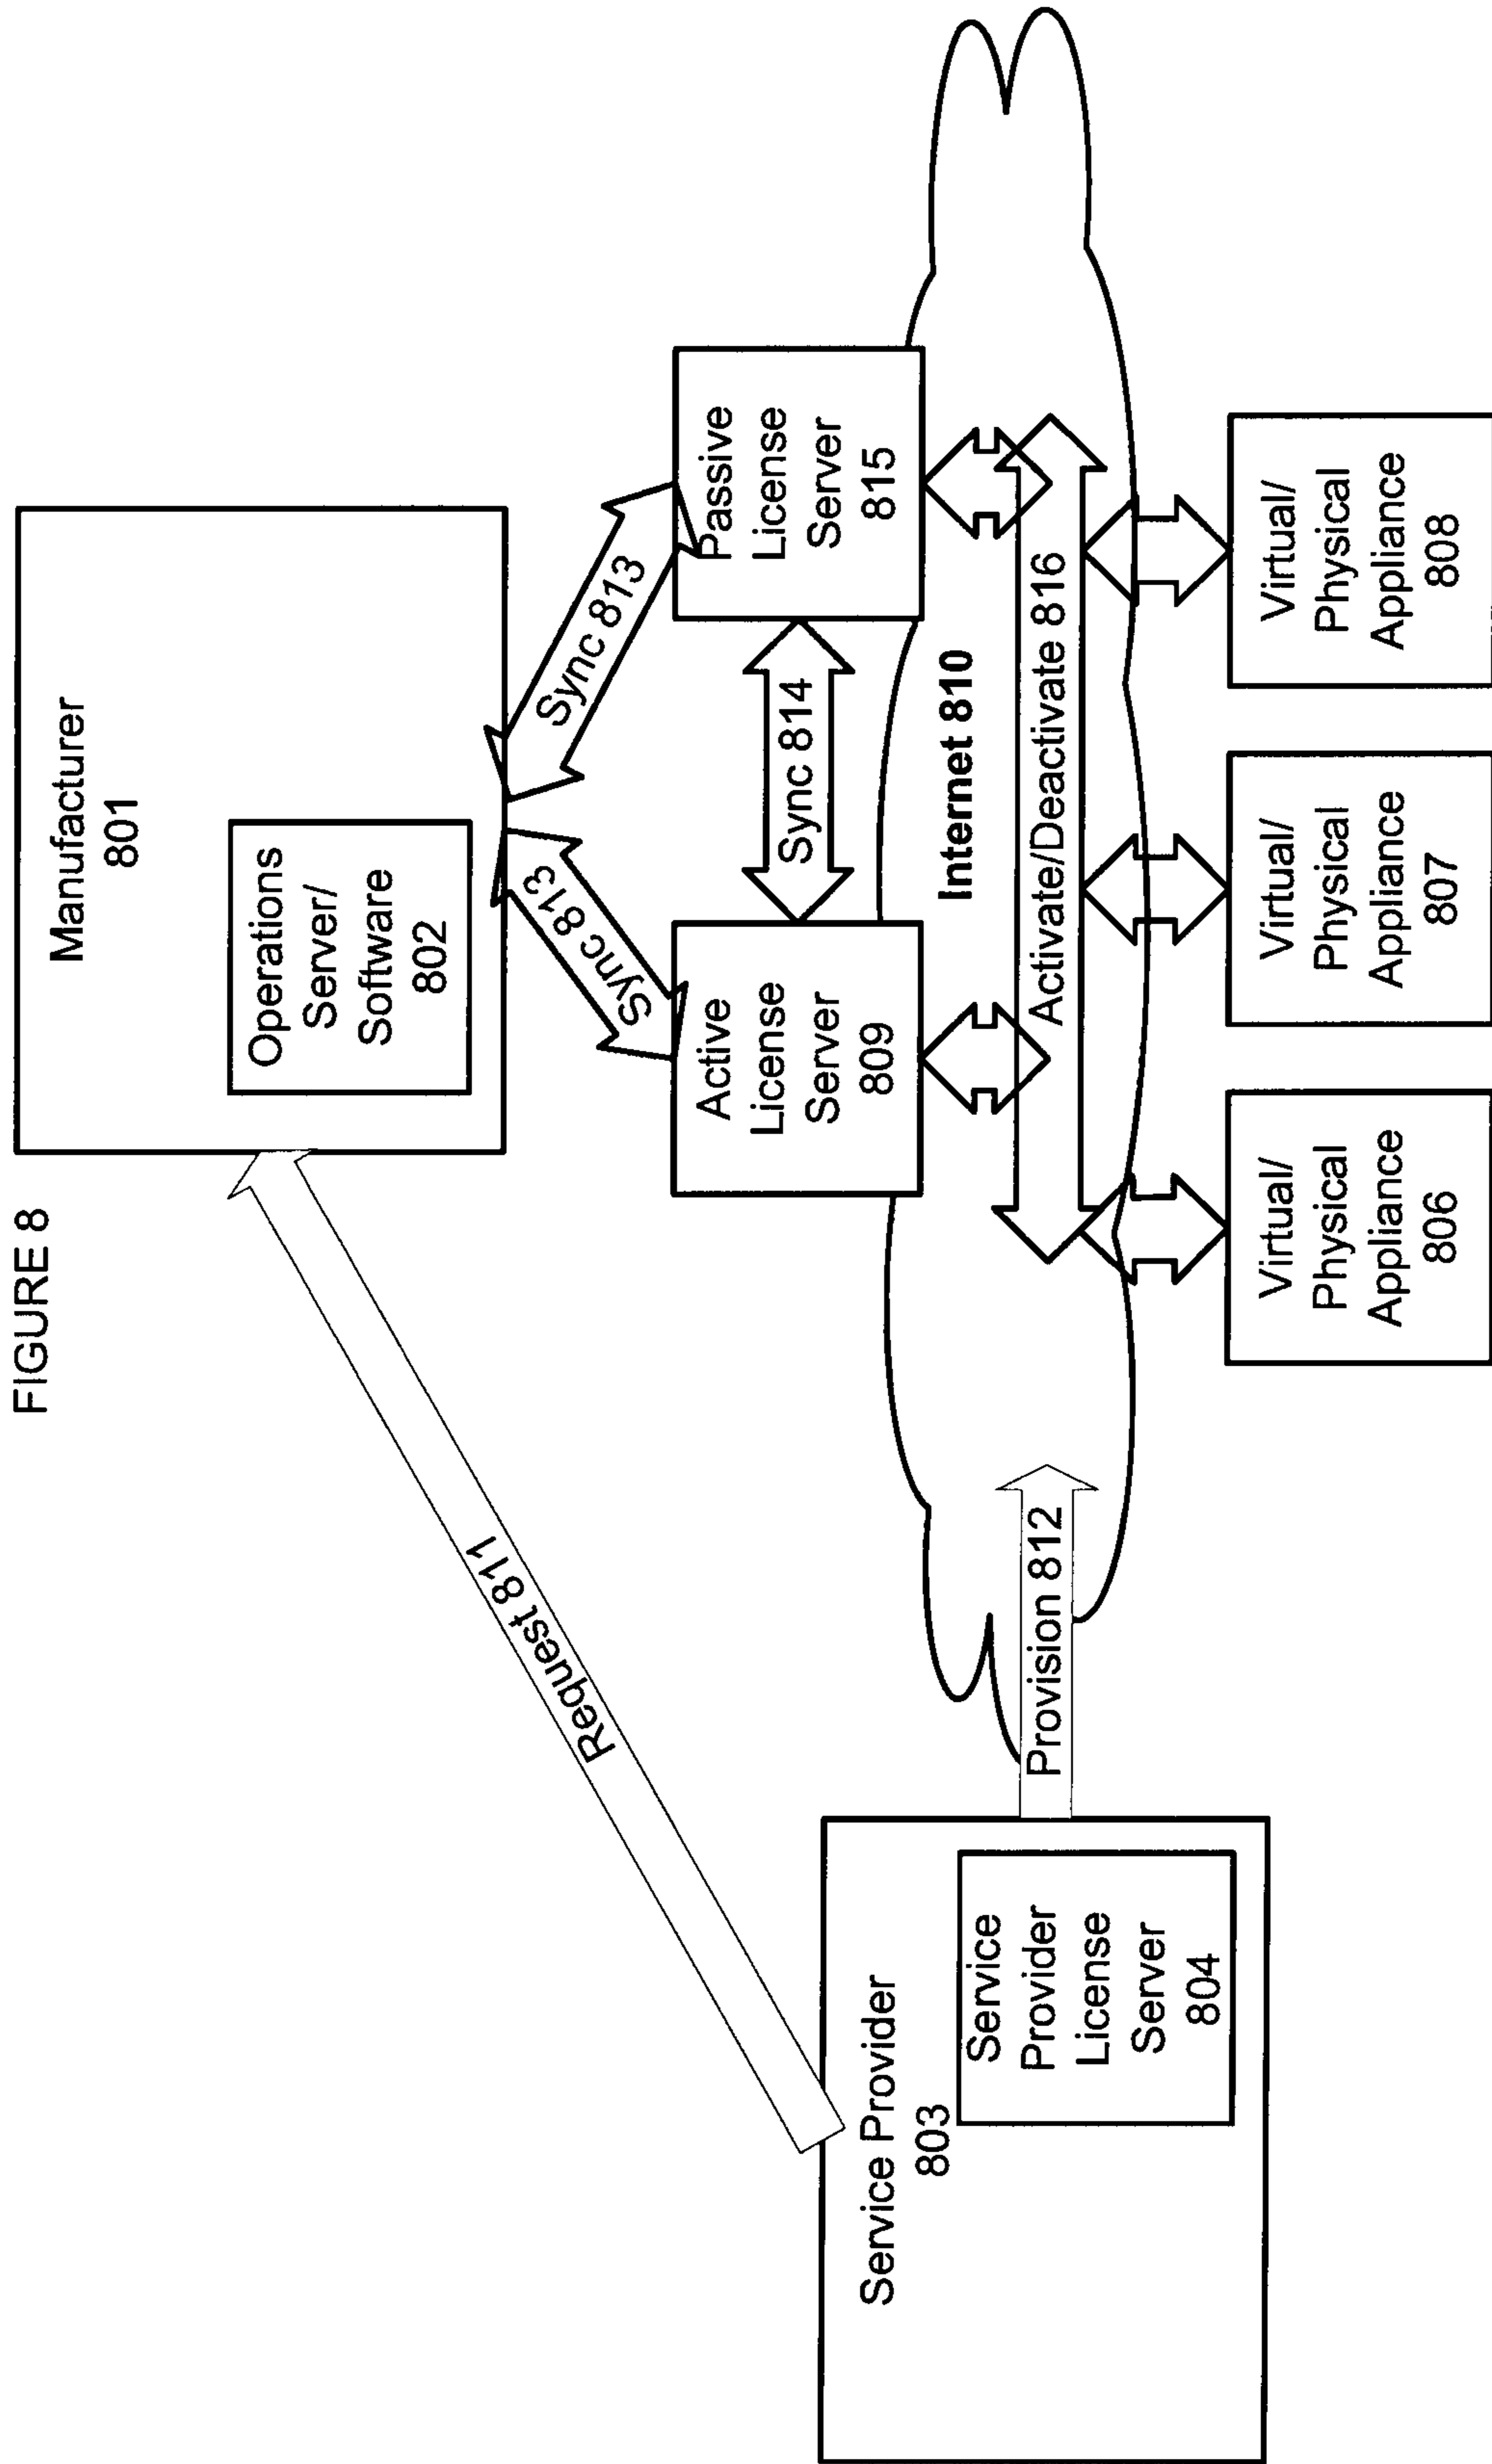 FIGURE 8
Manufacturer
801
Operations
Server/
Software
802
Request 811
Sync 813
Sync 813
Active
License
Server
809
Sync 814
Passive
License
Server
815
Service Provider
803
Service
Provider
License
Server
804
Provision 812
Internet 810
Activate/Deactivate 816
Virtual/
Physical
Appliance
806
Virtual/
Physical
Appliance
807
Virtual/
Physical
Appliance
808